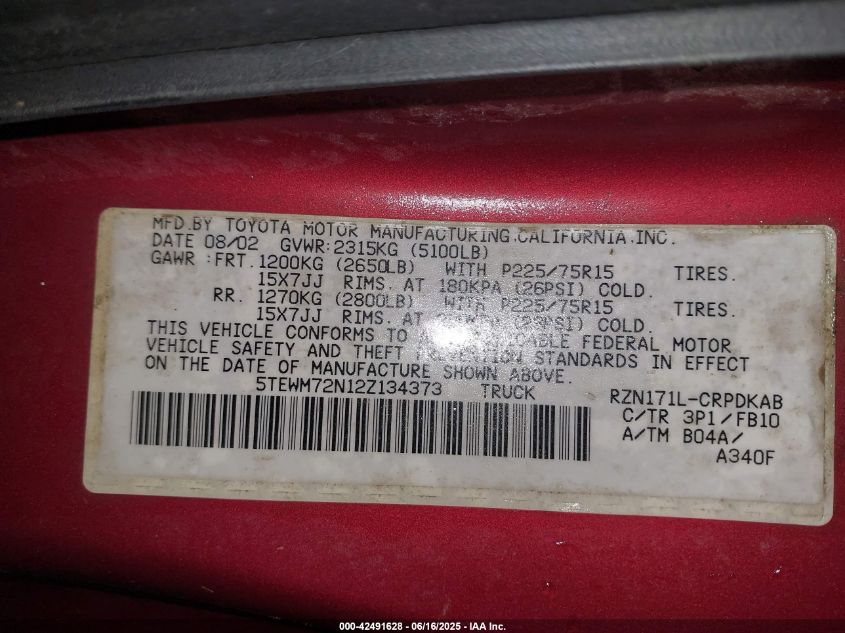 MFD.BY TOYOTA MOTOR MANUFACTURING,CALIFORNIA,INC.
DATE 08/02 GVWR:2315KG (5100LB)
GAWR :FRT.1200KG (2650LB) WITH P225/75R15 TIRES.
15X7JJ RIMS. AT 180KPA (26PSI) COLD.
RR. 1270KG (2800LB) WITH P225/75R15 TIRES.
15X7JJ RIMS. AT COLD.
THIS VEHICLE CONFORMS TO FEDERAL MOTOR
VEHICLE SAFETY AND THEFT PREVENTION STANDARDS IN EFFECT
ON THE DATE OF MANUFACTURE SHOWN ABOVE.
5TEWM72N12Z134373 TRUCK RZN171L-CRPDKAB
C/TR 3P1/FB10
A/TM B04A/
A340F
000-42491628 - 06/16/2025 - IAA Inc.